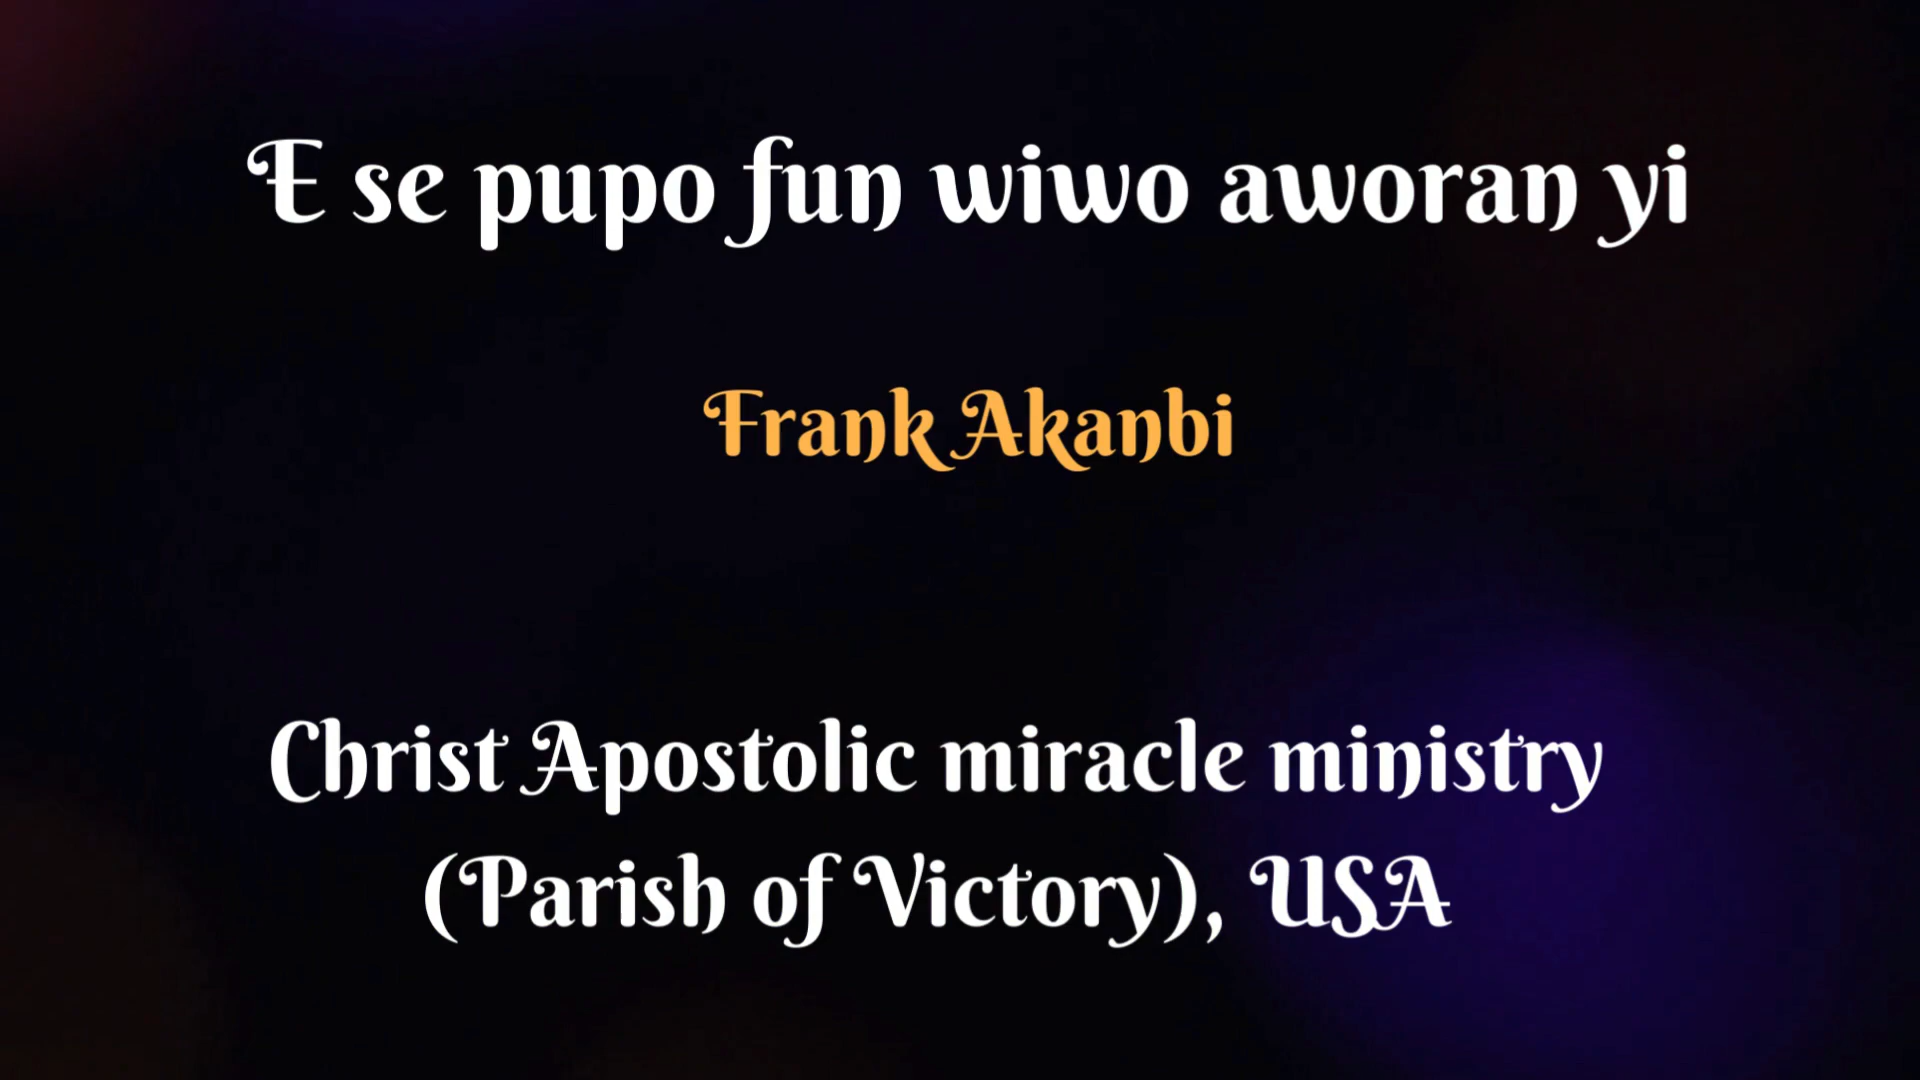 E se pupo fun wiwo aworan yi
Frank Akanbi
Christ Apostolic miracle ministry
(Parish of Victory), USA